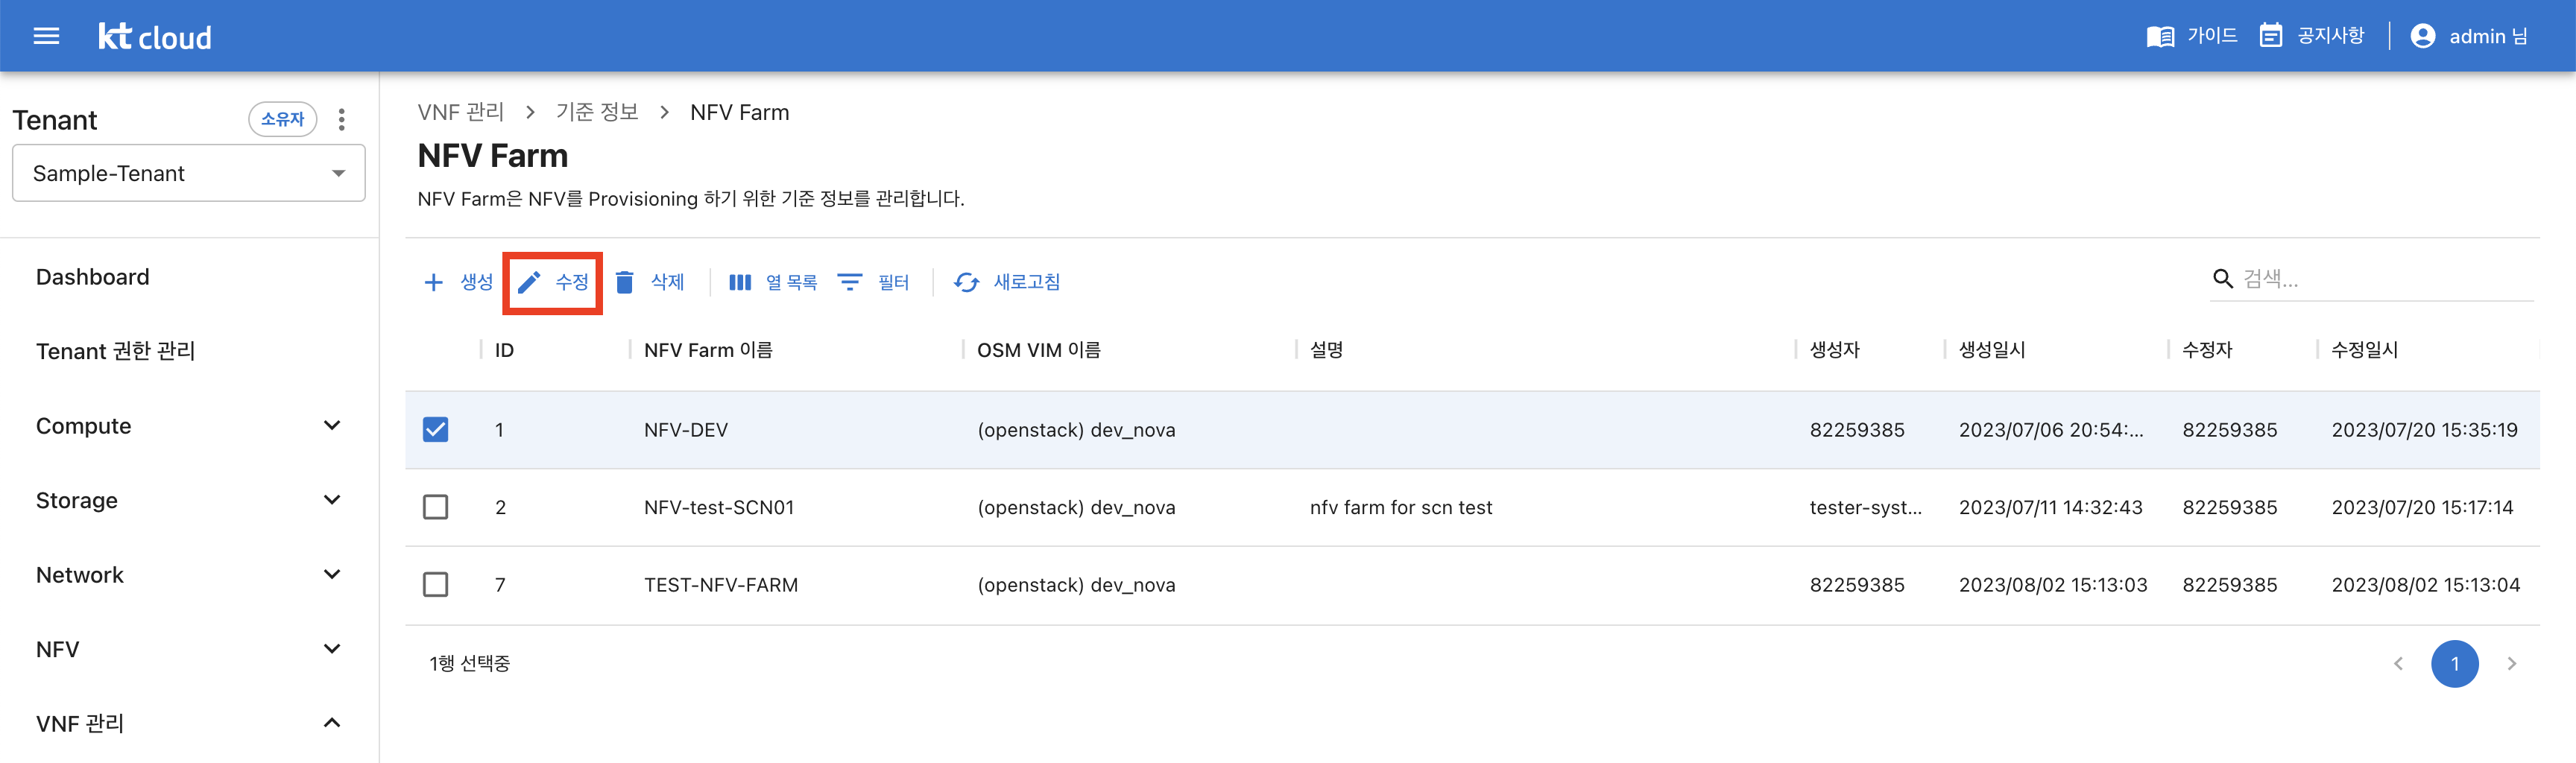 kt cloud
가이드 공지사항 admin 님
Tenant 소유자
Sample-Tenant
Dashboard
Tenant 권한 관리
Compute
Storage
Network
NFV
VNF 관리
VNF 관리 > 기준 정보 > NFV Farm
NFV Farm
NFV Farm은 NFV를 Provisioning 하기 위한 기준 정보를 관리합니다.
생성 수정 삭제 열 목록 필터 새로고침 검색...
ID NFV Farm 이름 OSM VIM 이름 설명 생성자 생성일시 수정자 수정일시
1 NFV-DEV (openstack) dev_nova 82259385 2023/07/06 20:54:... 82259385 2023/07/20 15:35:19
2 NFV-test-SCN01 (openstack) dev_nova nfv farm for scn test tester-syst... 2023/07/11 14:32:43 82259385 2023/07/20 15:17:14
7 TEST-NFV-FARM (openstack) dev_nova 82259385 2023/08/02 15:13:03 82259385 2023/08/02 15:13:04
1행 선택중 1